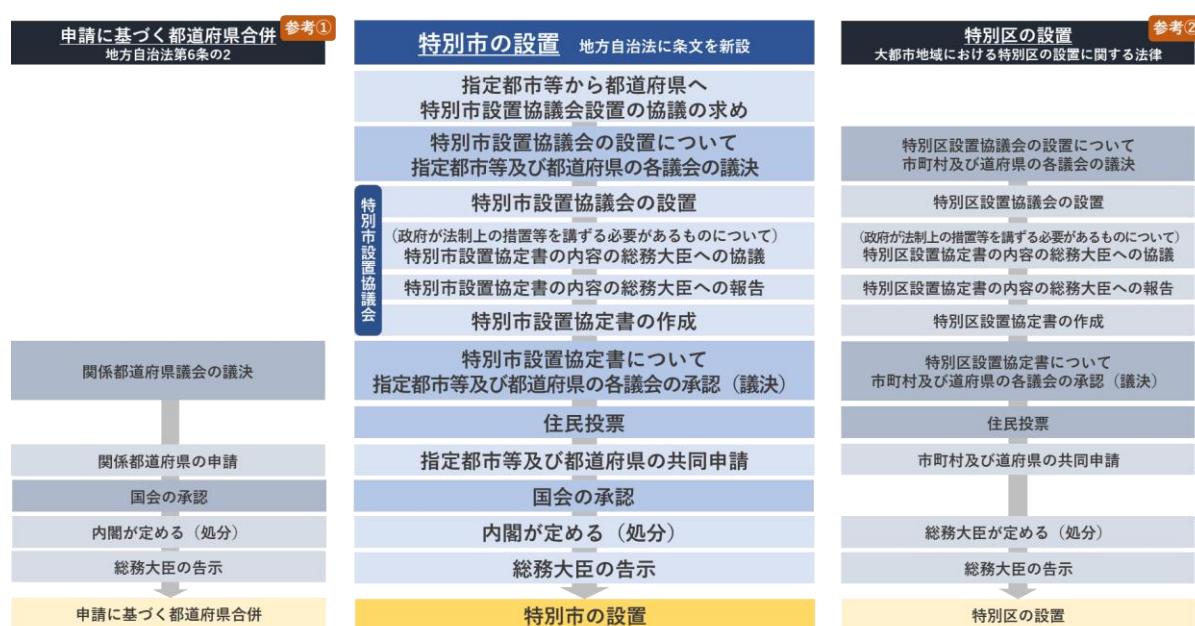 申請に基づく都道府県合併
参考①
地方自治法第6条の2
関係都道府県議会の議決
関係都道府県の申請
国会の承認
内閣が定める（処分）
総務大臣の告示
申請に基づく都道府県合併
特別市の設置 地方自治法に条文を新設
指定都市等から都道府県へ
特別市設置協議会設置の協議の求め
特別市設置協議会の設置について
指定都市等及び都道府県の各議会の議決
特別市設置協議会
特別市設置協議会の設置
（政府が法制上の措置等を講ずる必要があるものについて）
特別市設置協定書の内容の総務大臣への協議
特別市設置協定書の内容の総務大臣への報告
特別市設置協定書の作成
特別市設置協定書について
指定都市等及び都道府県の各議会の承認（議決）
住民投票
指定都市等及び都道府県の共同申請
国会の承認
内閣が定める（処分）
総務大臣の告示
特別市の設置
特別区の設置
参考②
大都市地域における特別区の設置に関する法律
特別区設置協議会の設置について
市町村及び道府県の各議会の議決
特別区設置協議会の設置
（政府が法制上の措置等を講ずる必要があるものについて）
特別区設置協定書の内容の総務大臣への協議
特別区設置協定書の内容の総務大臣への報告
特別区設置協定書の作成
特別区設置協定書について
市町村及び道府県の各議会の承認（議決）
住民投票
市町村及び道府県の共同申請
総務大臣が定める（処分）
総務大臣の告示
特別区の設置